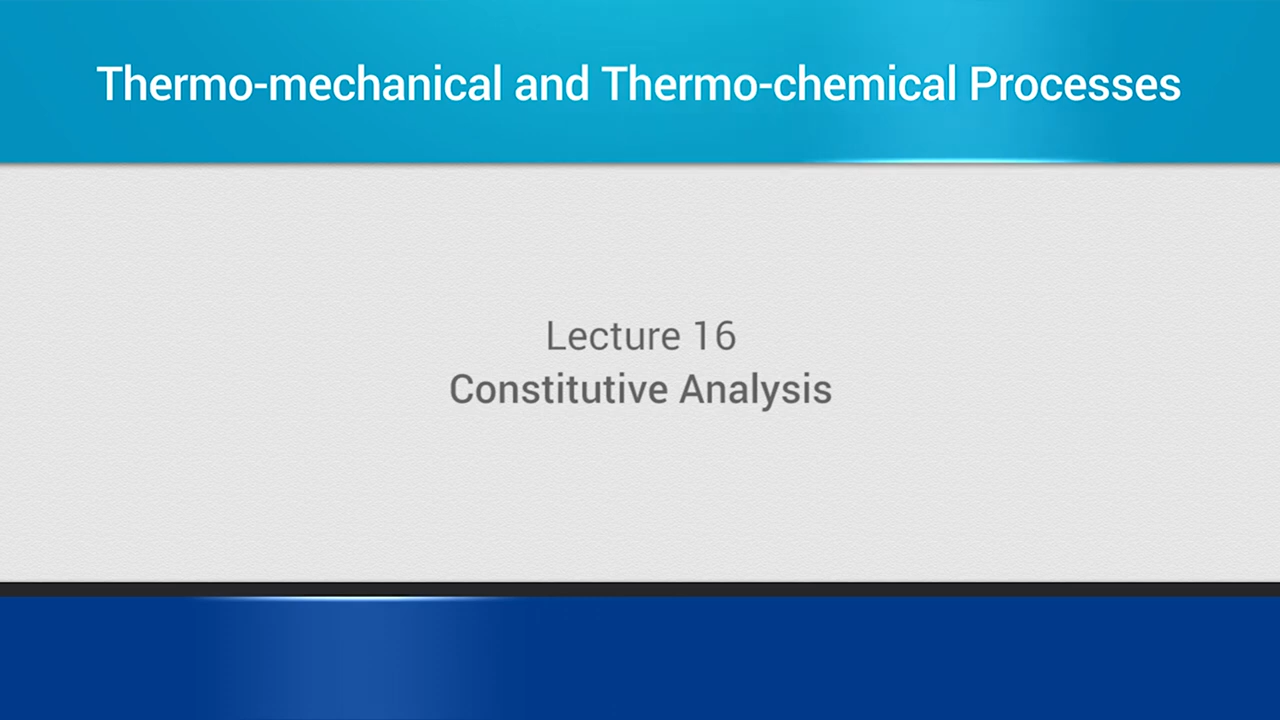 Thermo-mechanical and Thermo-chemical Processes
Lecture 16
Constitutive Analysis